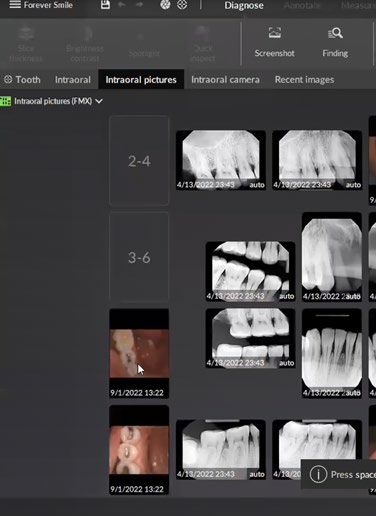 Forever Smile
Diagnose
Annotate
Measure
Slice
thickness
Brightness
contrast
Spotlight
Quick
inspect
Screenshot
Finding
Tooth
Intraoral
Intraoral pictures
Intraoral camera
Recent images
Intraoral pictures (FMX)
2-4
4/13/2022 23:43 auto
4/13/2022 23:43 auto
3-6
4/13/2022 23:43 auto
4/13/2022 auto
9/1/2022 13:22
4/13/2022 23:43 auto
4/13/2022 auto
9/1/2022 13:22
4/13/2022 23:43 auto
4/13/2022 23:43
Press space